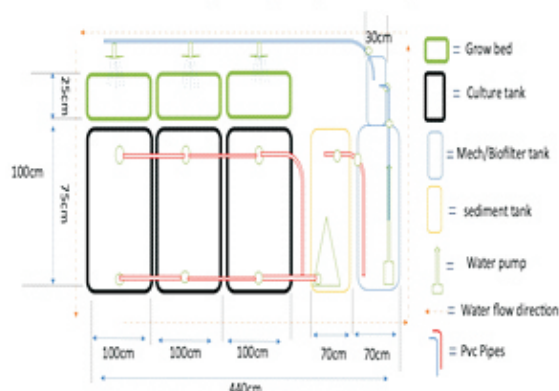 30cm
25cm
100cm
75cm
100cm
100cm
100cm
70cm
70cm
440cm
= Grow bed
= Culture tank
= Mech/Biofilter tank
= sediment tank
= Water pump
= Water flow direction
= Pvc Pipes